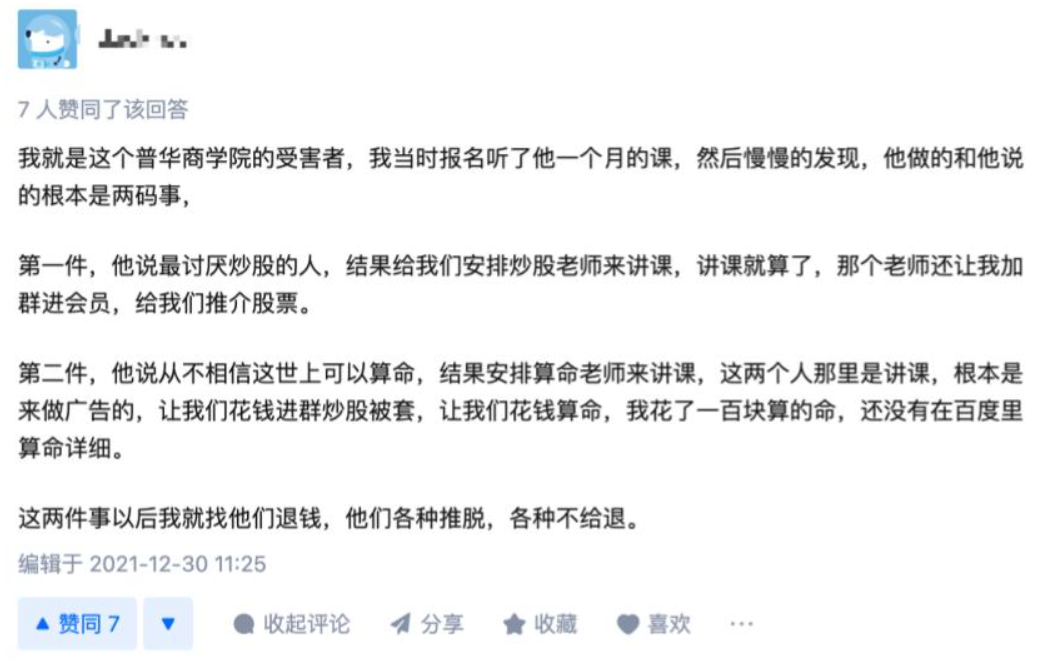 7 人赞同了该回答
我就是这个普华商学院的受害者，我当时报名听了他一个月的课，然后慢慢的发现，他做的和他说
的根本是两码事，
第一件，他说最讨厌炒股的人，结果给我们安排炒股老师来讲课，讲课就算了，那个老师还让我加
群进会员，给我们推介股票。
第二件，他说从不相信这世上可以算命，结果安排算命老师来讲课，这两个人那里是讲课，根本是
来做广告的，让我们花钱进群炒股被套，让我们花钱算命，我花了一百块算的命，还没有在百度里
算命详细。
这两件事以后我就找他们退钱，他们各种推脱，各种不给退。
编辑于 2021-12-30 11:25
赞同 7 收起评论 分享 收藏 喜欢 ···